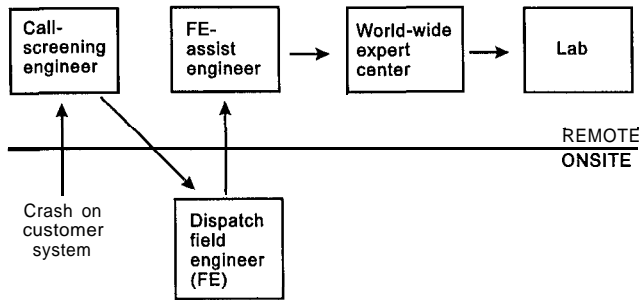 Call-
screening
engineer
FE-
assist
engineer
World-wide
expert
center
Lab
REMOTE
ONSITE
Crash on
customer
system
Dispatch
field
engineer
(FE)